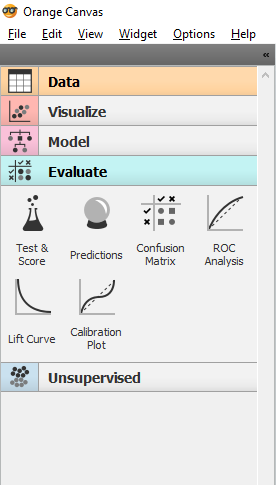 Orange Canvas
File Edit View Widget Options Help
«
Data
Visualize
Model
Evaluate
Test & Score
Predictions
Confusion Matrix
ROC Analysis
Lift Curve
Calibration Plot
Unsupervised